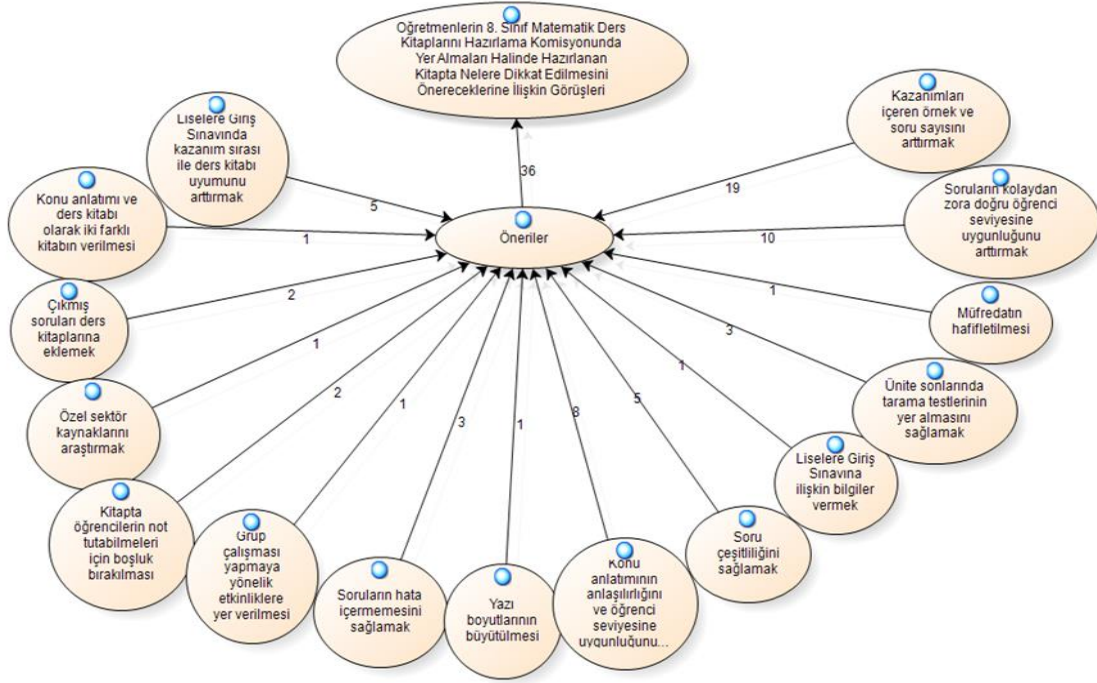 Öğretmenlerin 8. Sınıf Matematik Ders
Kitaplarını Hazırlama Komisyonunda
Yer Almaları Halinde Hazırlanan
Kitapta Nelere Dikkat Edilmesini
Önereceklerine İlişkin Görüşleri
36
Öneriler
Liselere Giriş
Sınavında
kazanım sırası
ile ders kitabı
uyumunu
arttırmak
5
Konu anlatımı ve
ders kitabı
olarak iki farklı
kitabın verilmesi
1
Çıkmış
soruları ders
kitaplarına
eklemek
2
Özel sektör
kaynaklarını
araştırmak
1
Kitapta
öğrencilerin not
tutabilmeleri
için boşluk
bırakılması
2
Grup
çalışması
yapmaya
yönelik
etkinliklere
yer verilmesi
1
Soruların hata
içermemesini
sağlamak
3
Yazı
boyutlarının
büyütülmesi
1
Konu
anlatımının
anlaşılırlığını
ve öğrenci
seviyesine
uygunluğunu...
8
Soru
çeşitliliğini
sağlamak
5
Liselere Giriş
Sınavına
ilişkin bilgiler
vermek
1
Ünite sonlarında
tarama testlerinin
yer almasını
sağlamak
3
Müfredatın
hafifletilmesi
1
Soruların kolaydan
zora doğru öğrenci
seviyesine
uygunluğunu
arttırmak
10
Kazanımları
içeren örnek ve
soru sayısını
arttırmak
19